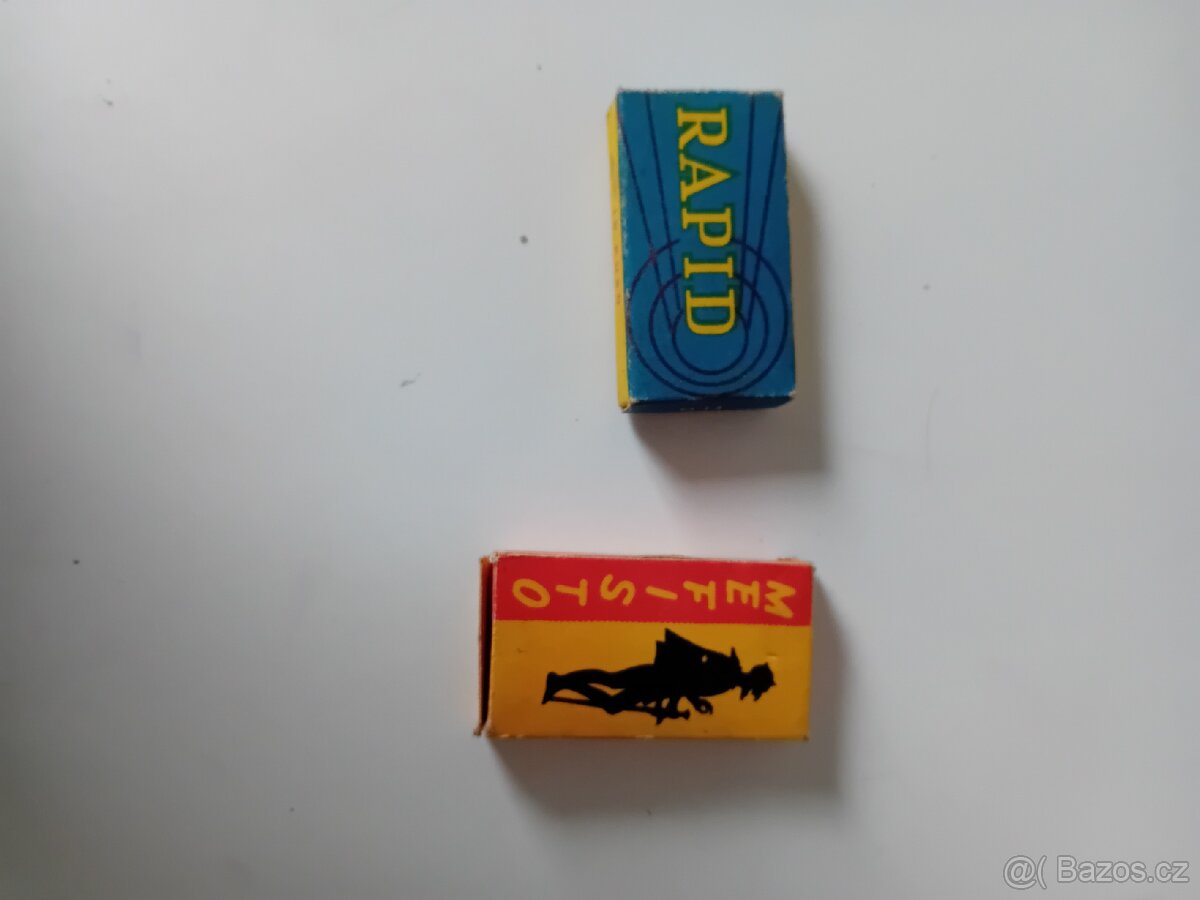 RAPID
MEFISTO
@( Bazos.cz